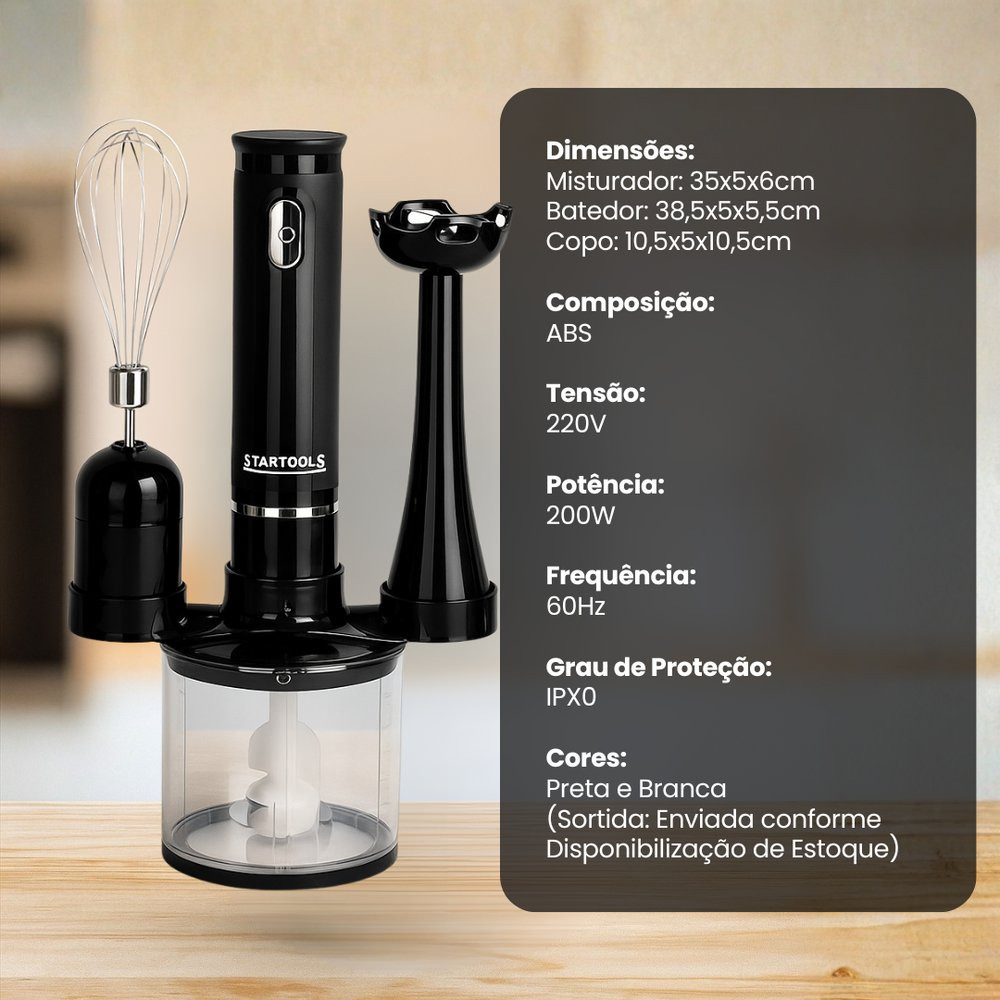 STARTOOLS
Dimensões:
Misturador: 35x5x6cm
Batedor: 38,5x5x5,5cm
Copo: 10,5x5x10,5cm
Composição:
ABS
Tensão:
220V
Potência:
200W
Frequência:
60Hz
Grau de Proteção:
IPX0
Cores:
Preta e Branca
(Sortida: Enviada conforme
Disponibilização de Estoque)